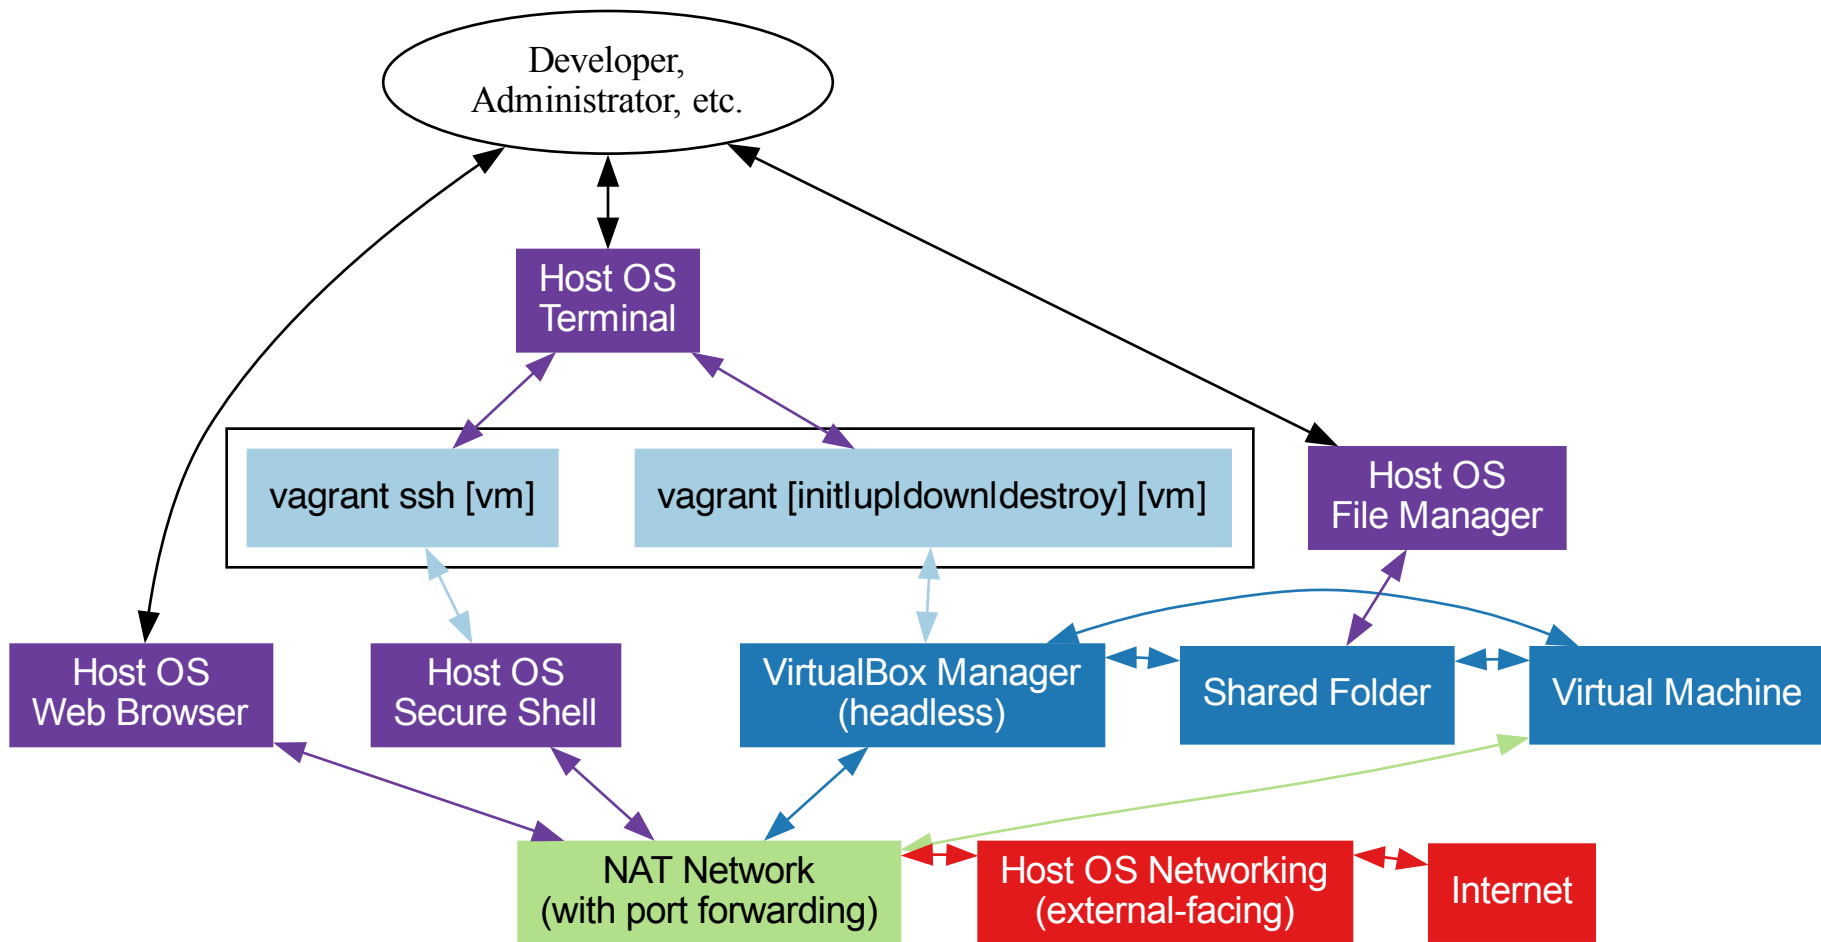 Developer,
Administrator, etc.
Host OS
Terminal
vagrant ssh [vm]
vagrant [init|up|down|destroy] [vm]
Host OS
File Manager
Host OS
Web Browser
Host OS
Secure Shell
VirtualBox Manager
(headless)
Shared Folder
Virtual Machine
NAT Network
(with port forwarding)
Host OS Networking
(external-facing)
Internet